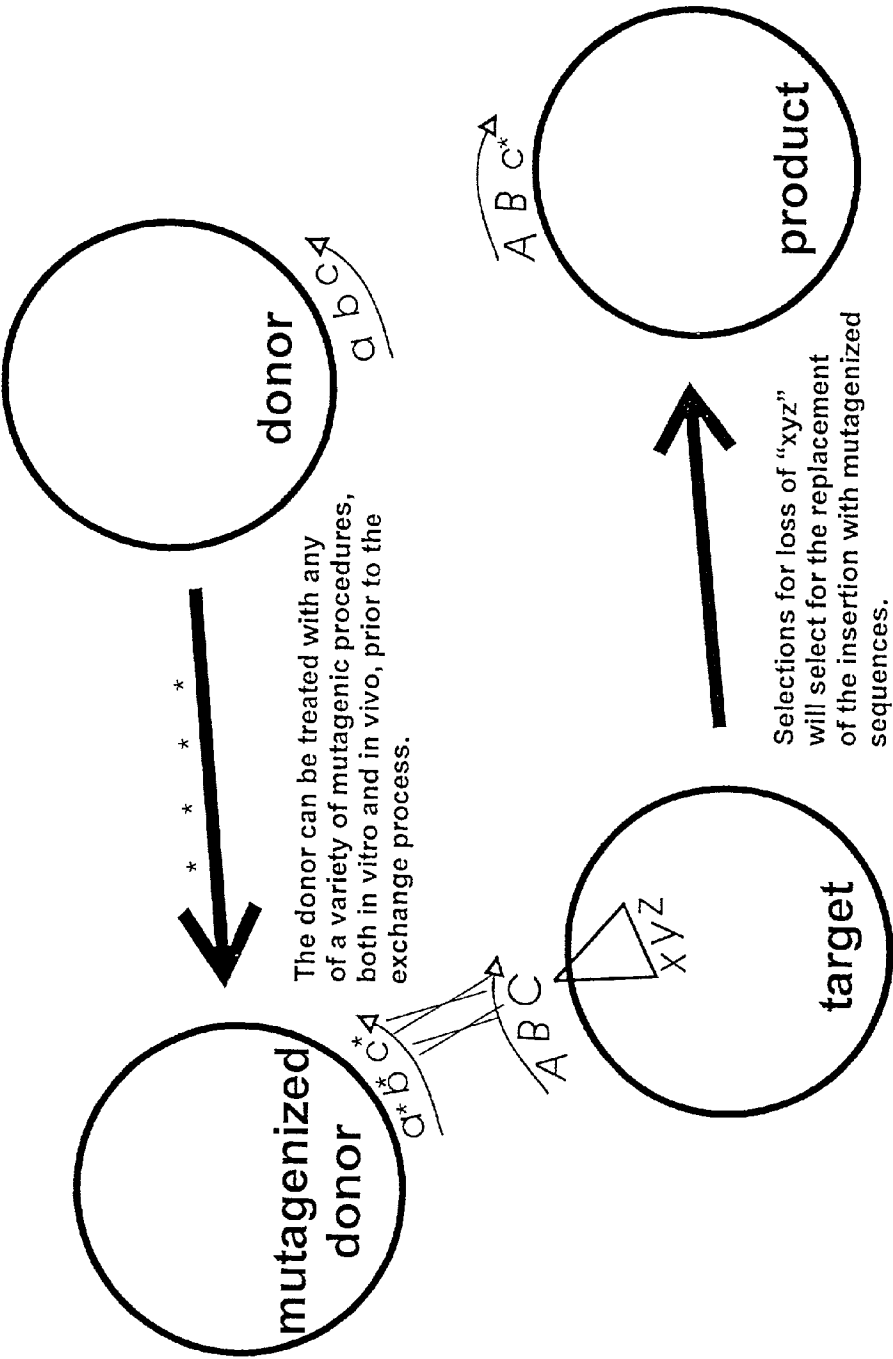 mutagenized
donor
* * * *
donor
a b c
The donor can be treated with any
of a variety of mutagenic procedures,
both in vitro and in vivo, prior to the
exchange process.
a* b* c*
A B C
x y z
target
A B c*
product
Selections for loss of “xyz”
will select for the replacement
of the insertion with mutagenized
sequences.